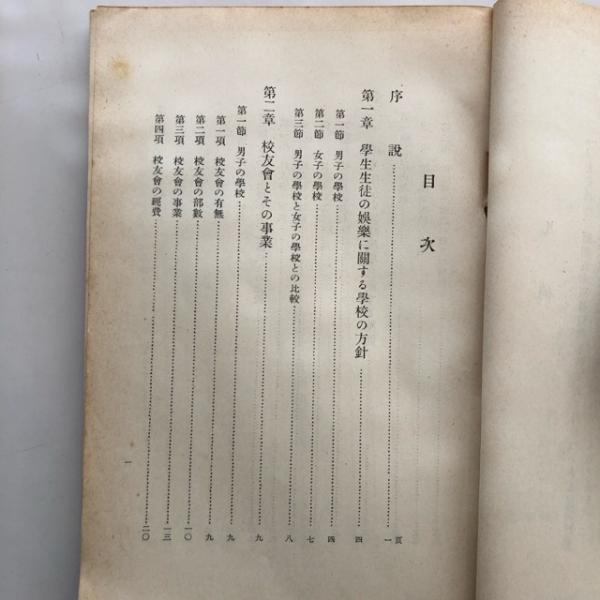 目次
序說……一頁
第一章 學生生徒の娛樂に關する學校の方針……四
第一節 男子の學校……四
第二節 女子の學校……七
第三節 男子の學校と女子の學校との比較……八
第二章 校友會とその事業……九
第一節 男子の學校……九
第一項 校友會の有無……九
第二項 校友會の部數……一〇
第三項 校友會の事業……一三
第四項 校友會の經費……二〇
一